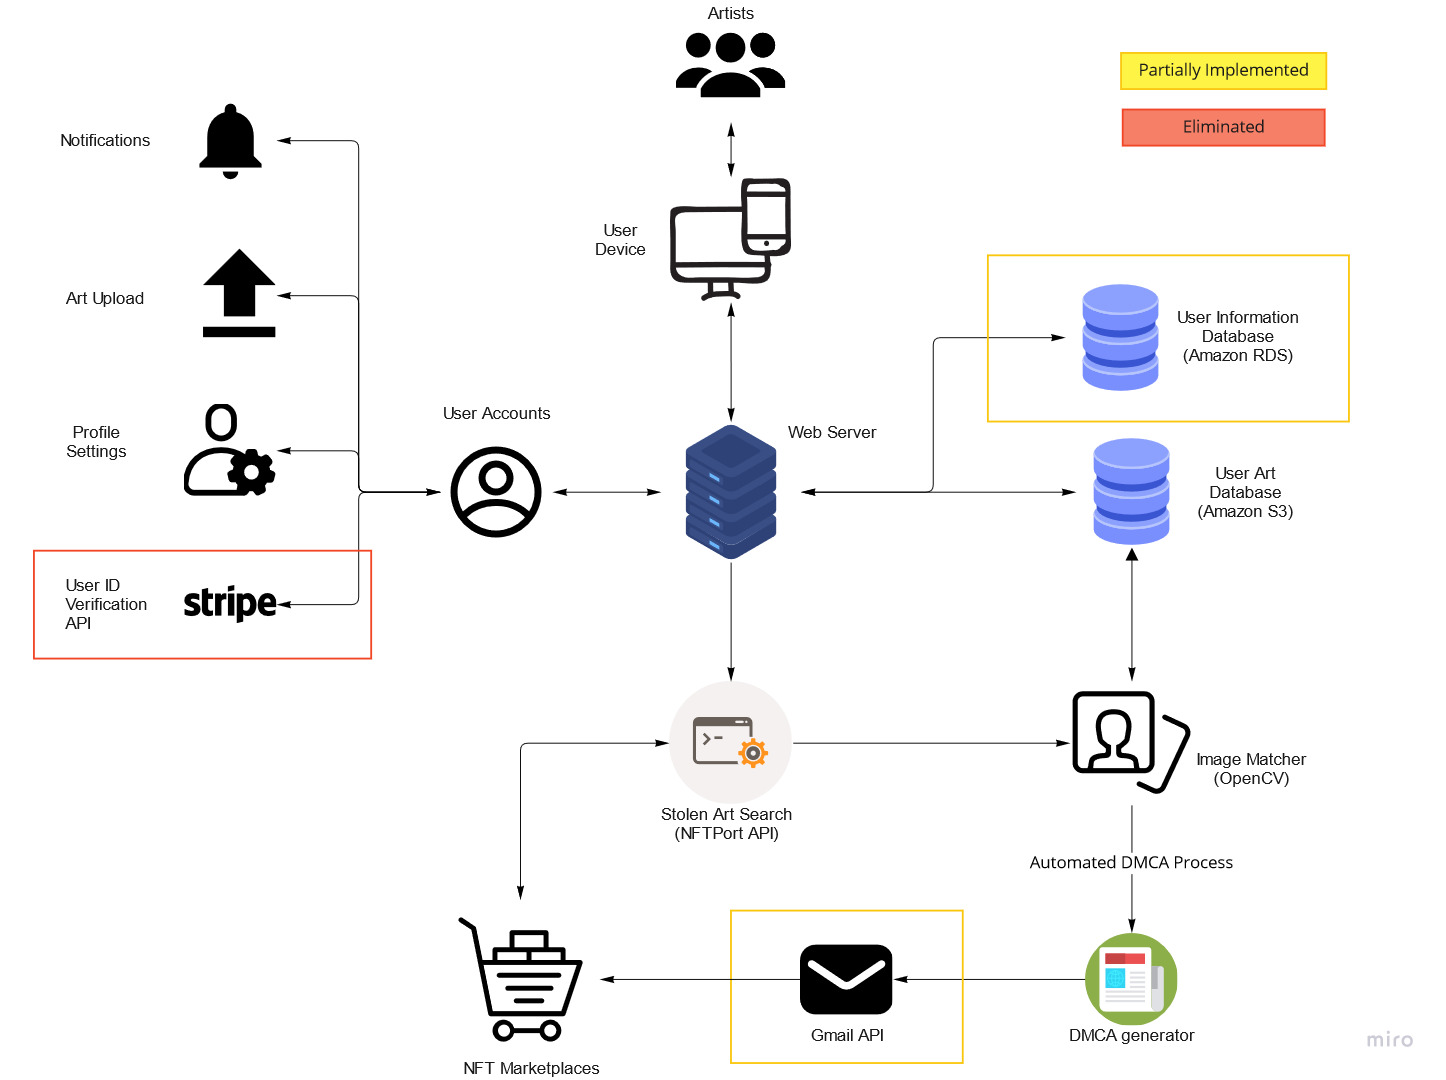 Artists
Partially Implemented
Eliminated
Notifications
User
Device
Art Upload
User Information
Database
(Amazon RDS)
Profile
Settings
User Accounts
Web Server
User Art
Database
(Amazon S3)
User ID
Verification
API
stripe
Stolen Art Search
(NFTPort API)
Image Matcher
(OpenCV)
Automated DMCA Process
Gmail API
DMCA generator
NFT Marketplaces
miro